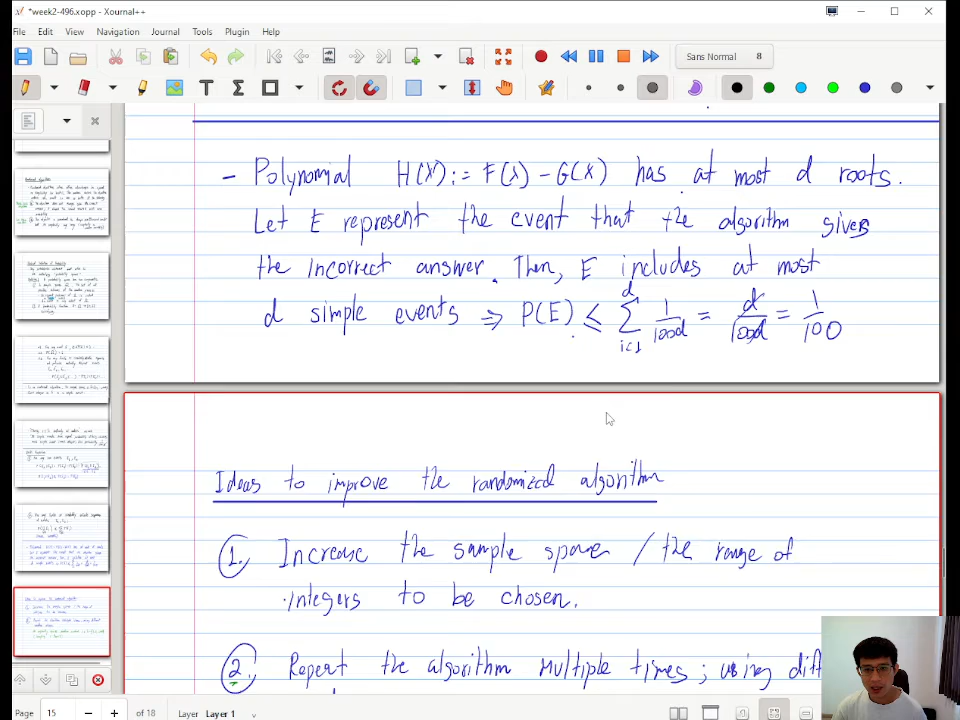 *week2-496.xopp - Xournal++
File Edit View Navigation Journal Tools Plugin Help
Sans Normal 8
- Polynomial H(X) := F(X) - G(X) has at most d roots.
Let E represent the event that the algorithm gives
the incorrect answer. Then, E includes at most
d simple events ⇒ P(E) ≤ ∑_{i=1}^{d} 1/100d = d/100d = 1/100
Ideas to improve the randomized algorithm
1. Increase the sample space / the range of
integers to be chosen.
2. Repeat the algorithm multiple times; using diff
Page 15 of 18 Layer Layer 1